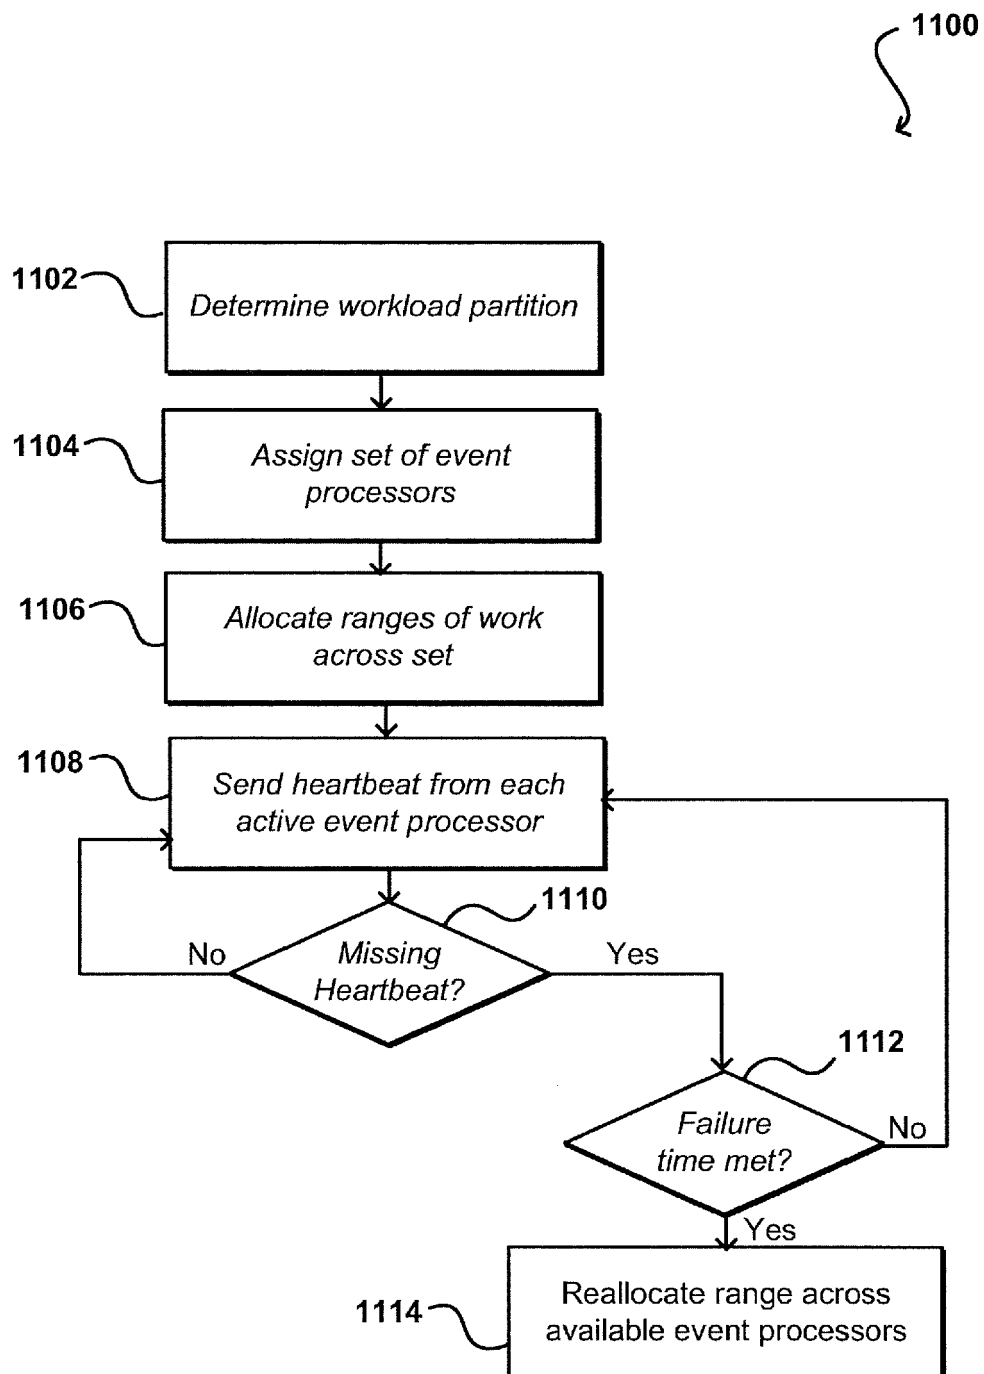 1100
1102
Determine workload partition
1104
Assign set of event
processors
1106
Allocate ranges of work
across set
1108
Send heartbeat from each
active event processor
1110
No
Missing
Heartbeat?
Yes
1112
Failure
time met?
No
Yes
1114
Reallocate range across
available event processors